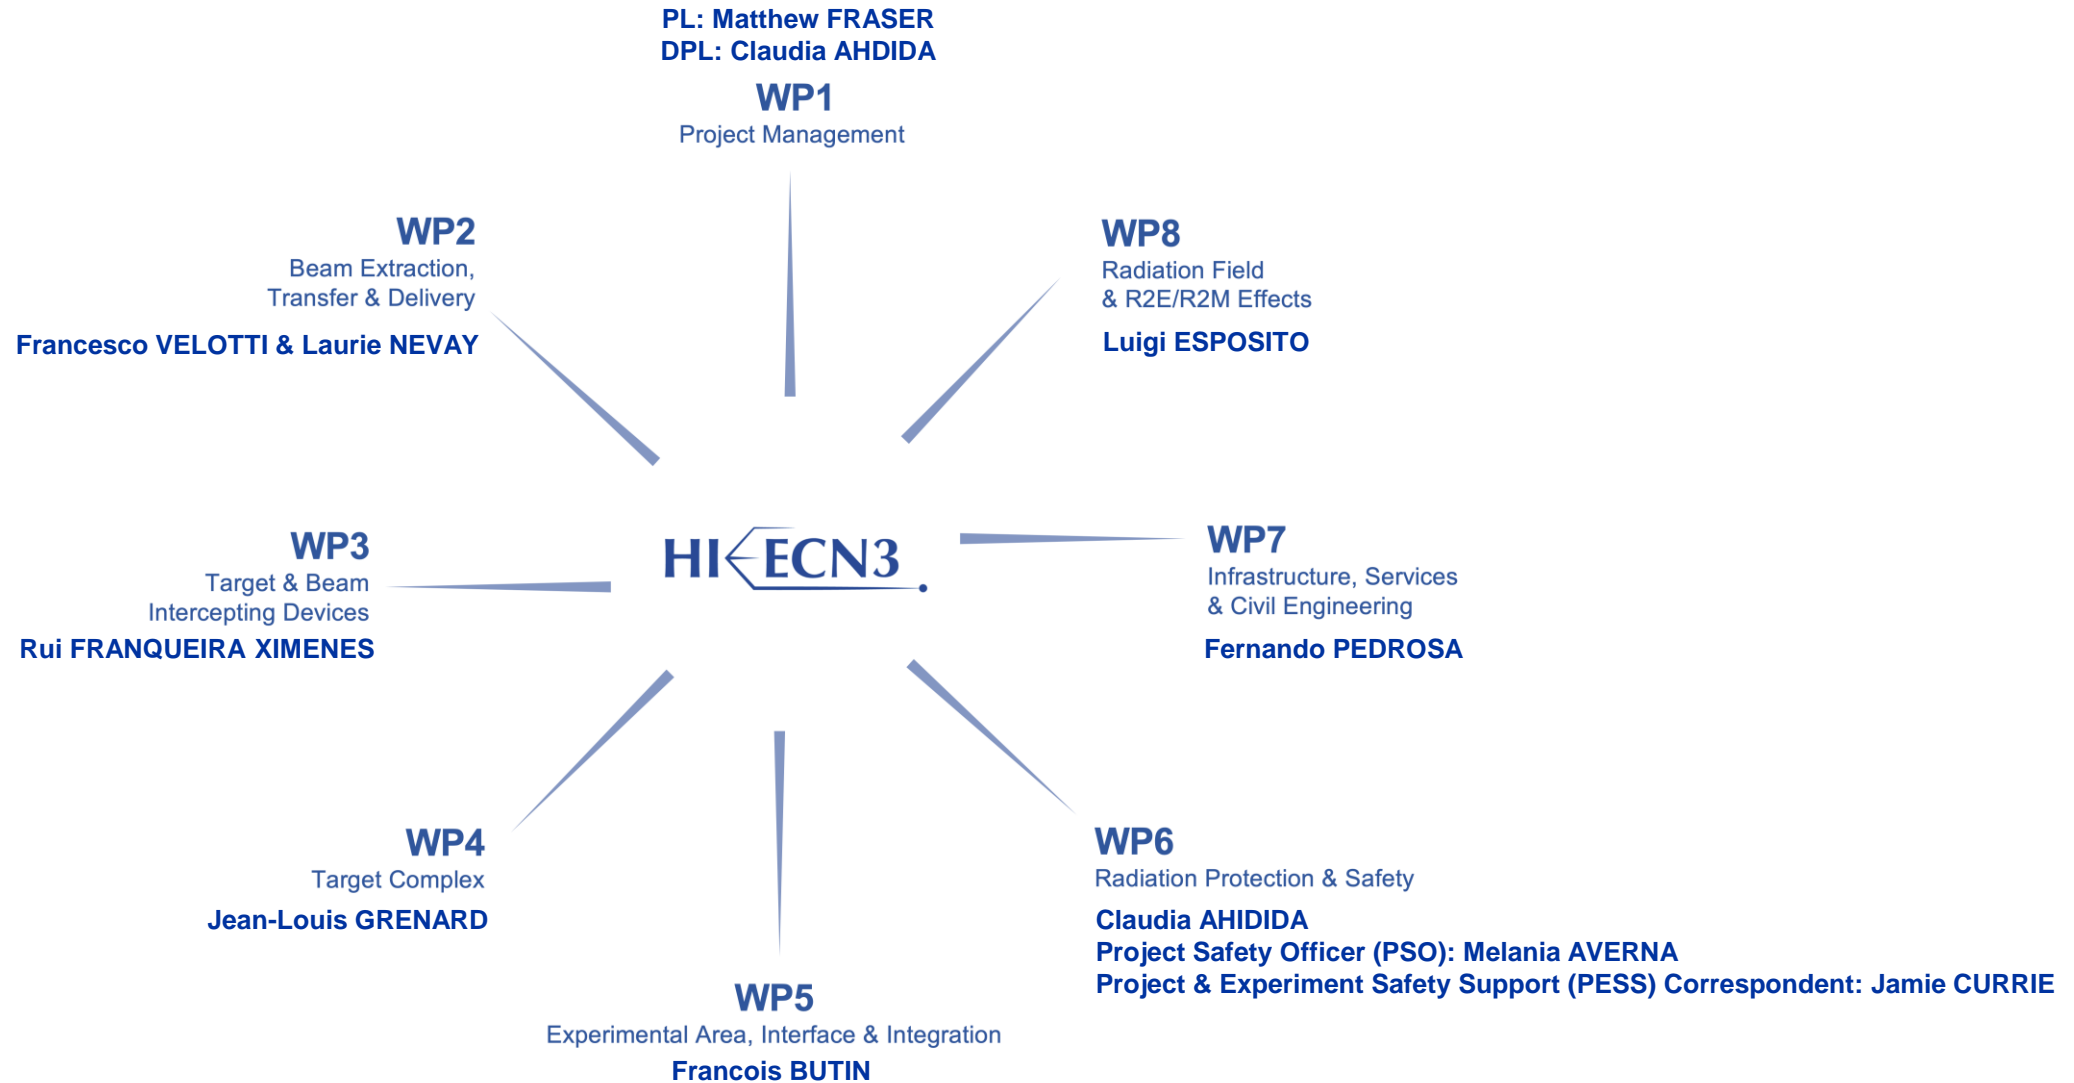 PL: Matthew FRASER
DPL: Claudia AHDIDA
WP1
Project Management
WP2
Beam Extraction,
Transfer & Delivery
Francesco VELOTTI & Laurie NEVAY
WP8
Radiation Field
& R2E/R2M Effects
Luigi ESPOSITO
WP3
Target & Beam
Intercepting Devices
Rui FRANQUEIRA XIMENES
HI ECN3
WP7
Infrastructure, Services
& Civil Engineering
Fernando PEDROSA
WP4
Target Complex
Jean-Louis GRENARD
WP6
Radiation Protection & Safety
Claudia AHIDIDA
Project Safety Officer (PSO): Melania AVERNA
Project & Experiment Safety Support (PESS) Correspondent: Jamie CURRIE
WP5
Experimental Area, Interface & Integration
Francois BUTIN